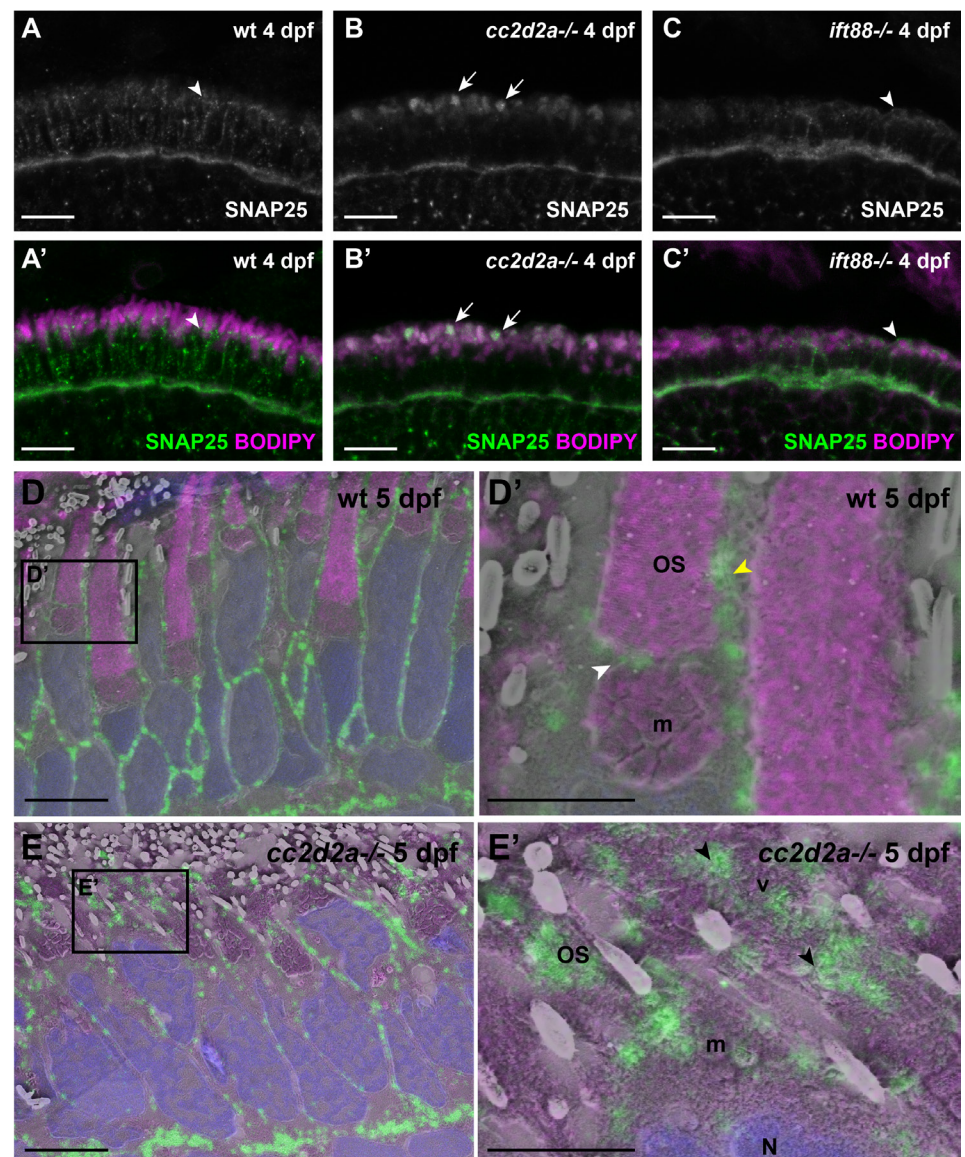 A wt 4 dpf
B cc2d2a-/- 4 dpf
C ift88-/- 4 dpf
SNAP25
SNAP25
SNAP25
A’ wt 4 dpf
B’ cc2d2a-/- 4 dpf
C’ ift88-/- 4 dpf
SNAP25 BODIPY
SNAP25 BODIPY
SNAP25 BODIPY
D wt 5 dpf
D’
D’ wt 5 dpf
OS
m
E cc2d2a-/- 5 dpf
E’
E’ cc2d2a-/- 5 dpf
v
OS
m
N